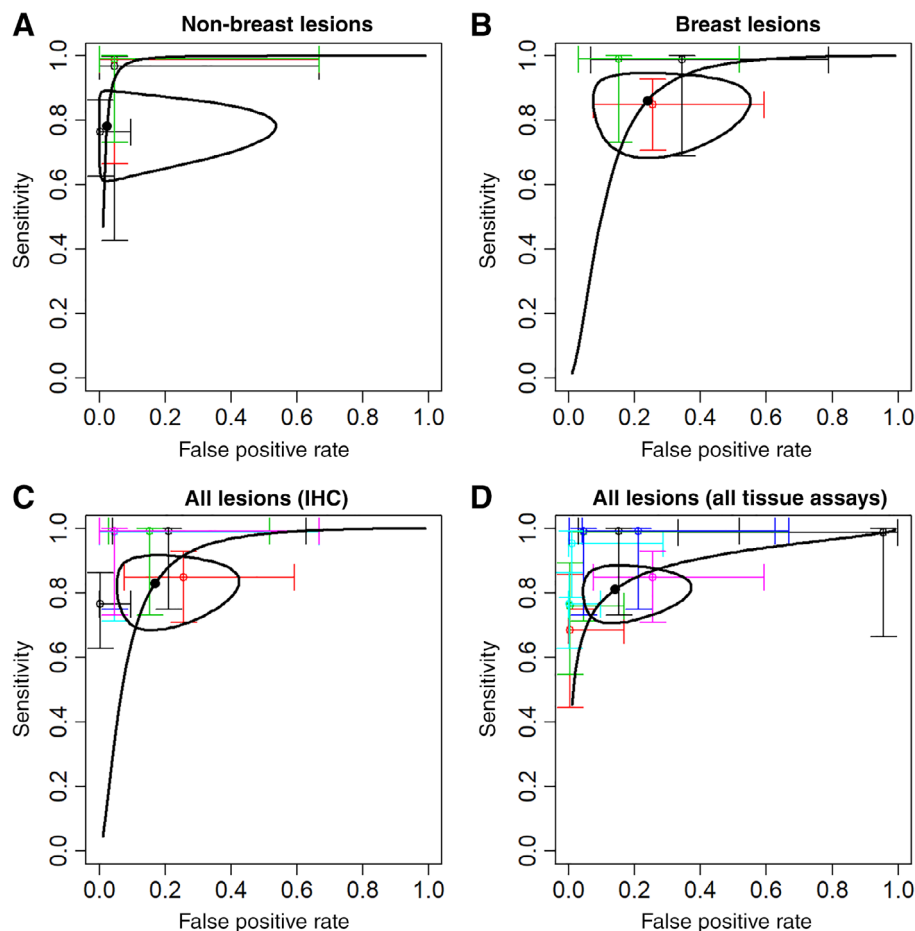 A Non-breast lesions
Sensitivity
1.0
0.8
0.6
0.4
0.2
0.0
0.0 0.2 0.4 0.6 0.8 1.0
False positive rate
B Breast lesions
Sensitivity
1.0
0.8
0.6
0.4
0.2
0.0
0.0 0.2 0.4 0.6 0.8 1.0
False positive rate
C All lesions (IHC)
Sensitivity
1.0
0.8
0.6
0.4
0.2
0.0
0.0 0.2 0.4 0.6 0.8 1.0
False positive rate
D All lesions (all tissue assays)
Sensitivity
1.0
0.8
0.6
0.4
0.2
0.0
0.0 0.2 0.4 0.6 0.8 1.0
False positive rate